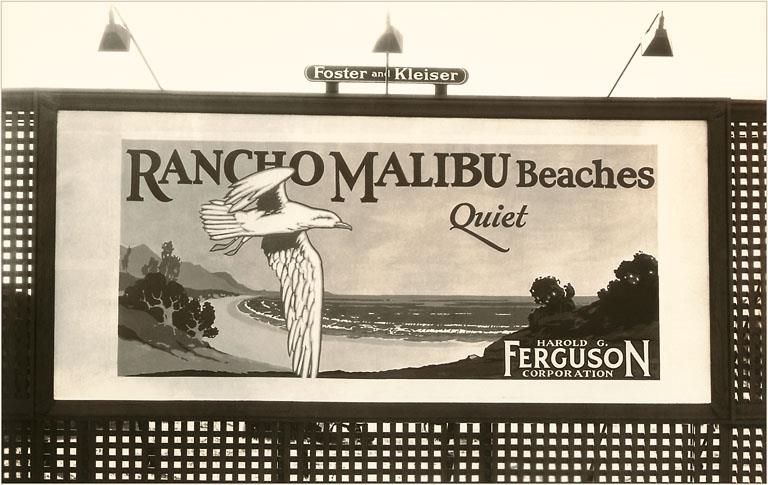 Foster and Kleiser
RANCHO MALIBU Beaches
Quiet
HAROLD G.
FERGUSON
CORPORATION